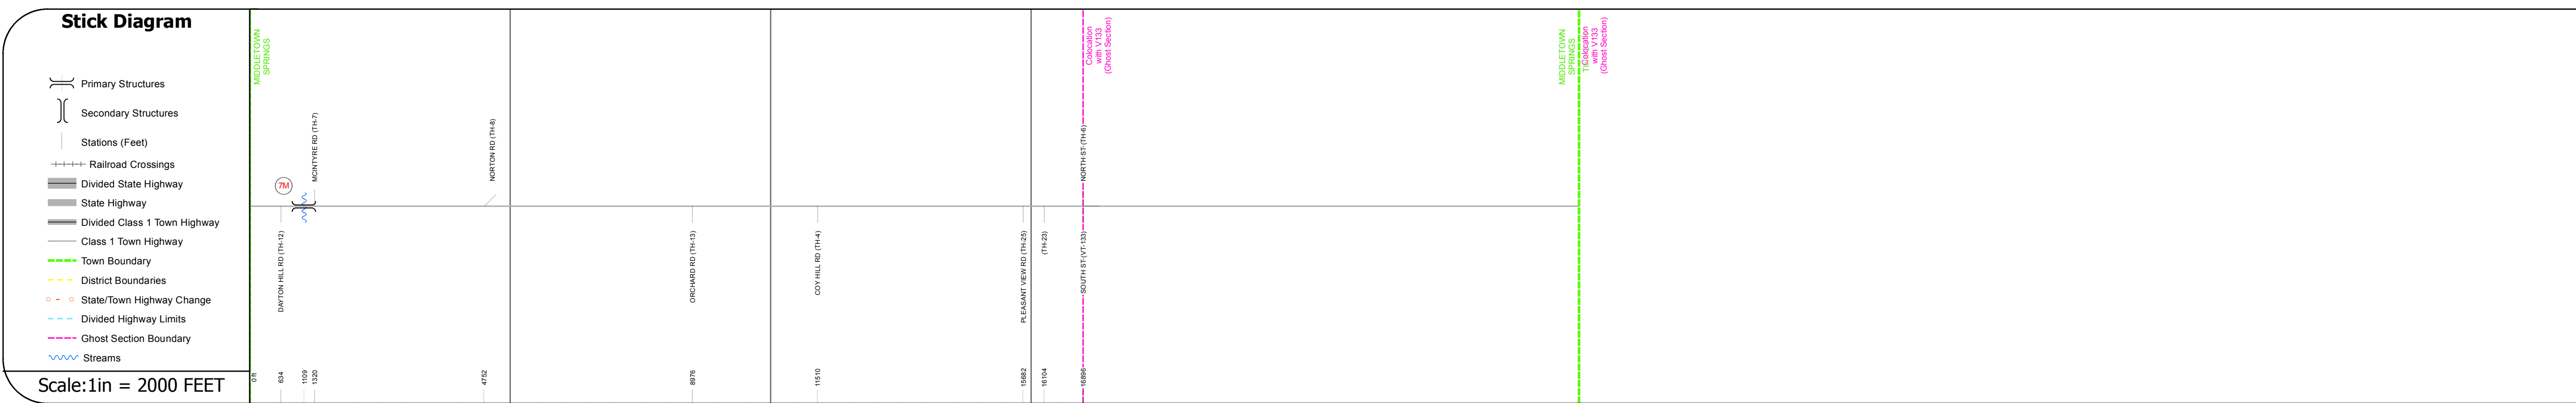 Stick Diagram
Primary Structures
Secondary Structures
Stations (Feet)
Railroad Crossings
Divided State Highway
State Highway
Divided Class 1 Town Highway
Class 1 Town Highway
Town Boundary
District Boundaries
State/Town Highway Change
Divided Highway Limits
Ghost Section Boundary
Streams
Scale:1in = 2000 FEET
MIDDLETOWN
SPRINGS
7M
MCINTYRE RD (TH-7)
NORTON RD (TH-8)
Colocation
with V133
(Ghost Section)
NORTH ST-(TH-6)
MIDDLETOWN
SPRINGS
Colocation
with V133
(Ghost Section)
DAYTON HILL RD (TH-12)
ORCHARD RD (TH-13)
COY HILL RD (TH-4)
PLEASANT VIEW RD (TH-25)
(TH-23)
SOUTH ST-(VT-133)
0 ft
634
1109
1320
4752
8976
11510
15682
16104
16896